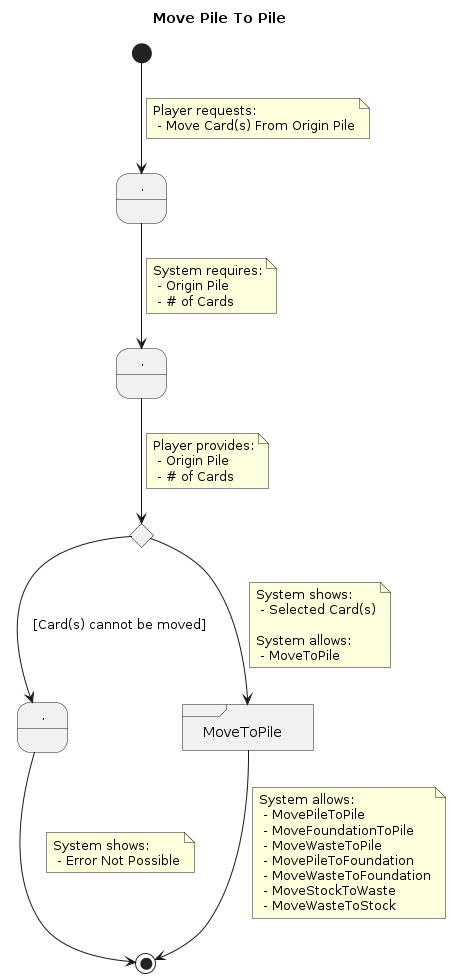 Move Pile To Pile
Player requests:
- Move Card(s) From Origin Pile
.
System requires:
- Origin Pile
- # of Cards
.
Player provides:
- Origin Pile
- # of Cards
[Card(s) cannot be moved]
System shows:
- Selected Card(s)
System allows:
- MoveToPile
.
MoveToPile
System shows:
- Error Not Possible
System allows:
- MovePileToPile
- MoveFoundationToPile
- MoveWasteToPile
- MovePileToFoundation
- MoveWasteToFoundation
- MoveStockToWaste
- MoveWasteToStock